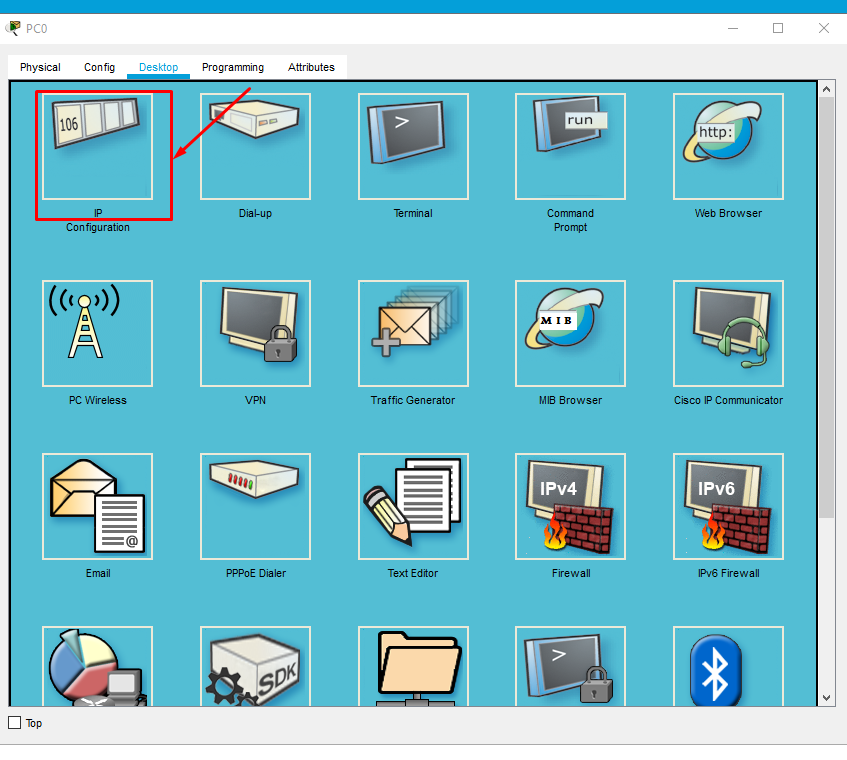 PC0
Physical Config Desktop Programming Attributes
106
>
run
http:
IP
Configuration
Dial-up
Terminal
Command
Prompt
Web Browser
MIB
PC Wireless
VPN
Traffic Generator
MIB Browser
Cisco IP Communicator
@
IPv4
IPv6
Email
PPPoE Dialer
Text Editor
Firewall
IPv6 Firewall
SDK
>
Top